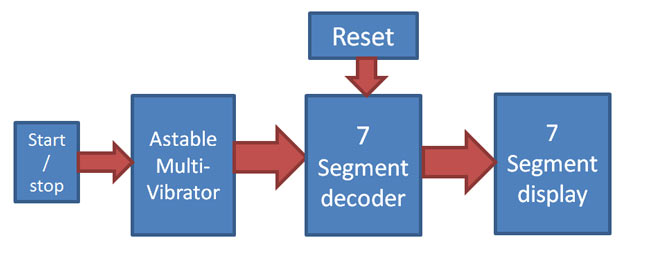 Reset
Start
/
stop
Astable
Multi-
Vibrator
7
Segment
decoder
7
Segment
display